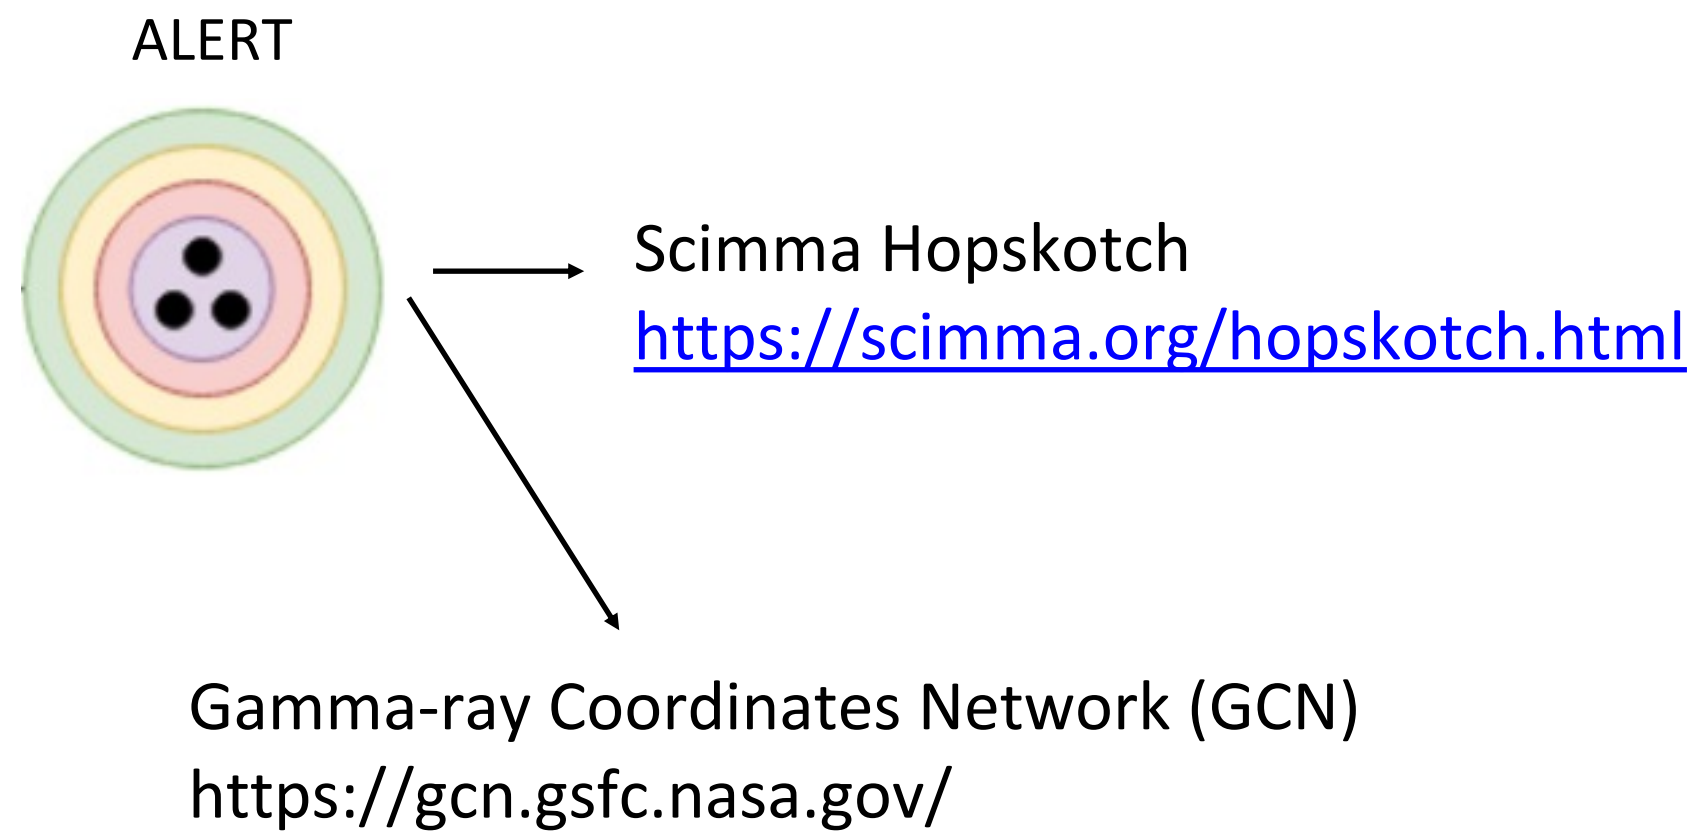 ALERT
Scimma Hopskotch
https://scimma.org/hopskotch.html
Gamma-ray Coordinates Network (GCN)
https://gcn.gsfc.nasa.gov/